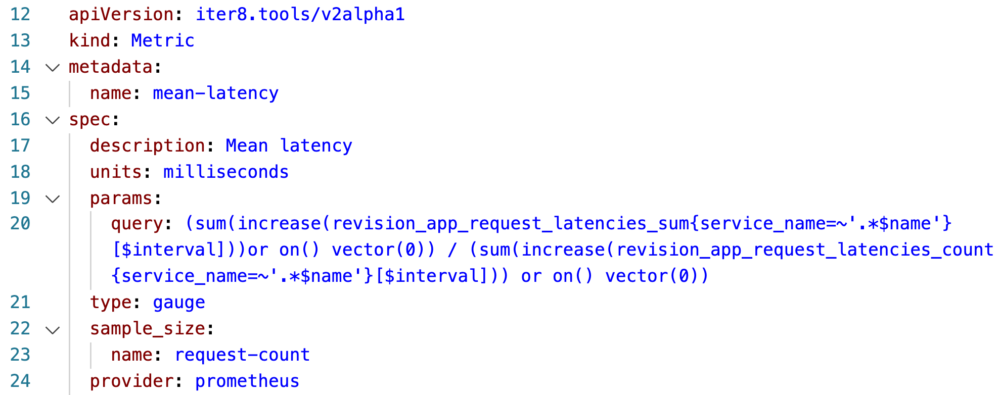 12 apiVersion: iter8.tools/v2alpha1
13 kind: Metric
14 metadata:
15 name: mean-latency
16 spec:
17 description: Mean latency
18 units: milliseconds
19 params:
20 query: (sum(increase(revision_app_request_latencies_sum{service_name=~'.*$name'}
[$interval]))or on() vector(0)) / (sum(increase(revision_app_request_latencies_count
{service_name=~'.*$name'}[$interval])) or on() vector(0))
21 type: gauge
22 sample_size:
23 name: request-count
24 provider: prometheus